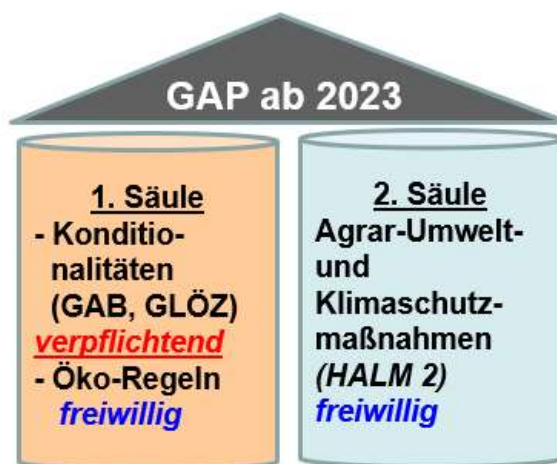 GAP ab 2023
1. Säule
- Konditio-
nalitäten
(GAB, GLÖZ)
verpflichtend
- Öko-Regeln
freiwillig
2. Säule
Agrar-Umwelt-
und
Klimaschutz-
maßnahmen
(HALM 2)
freiwillig